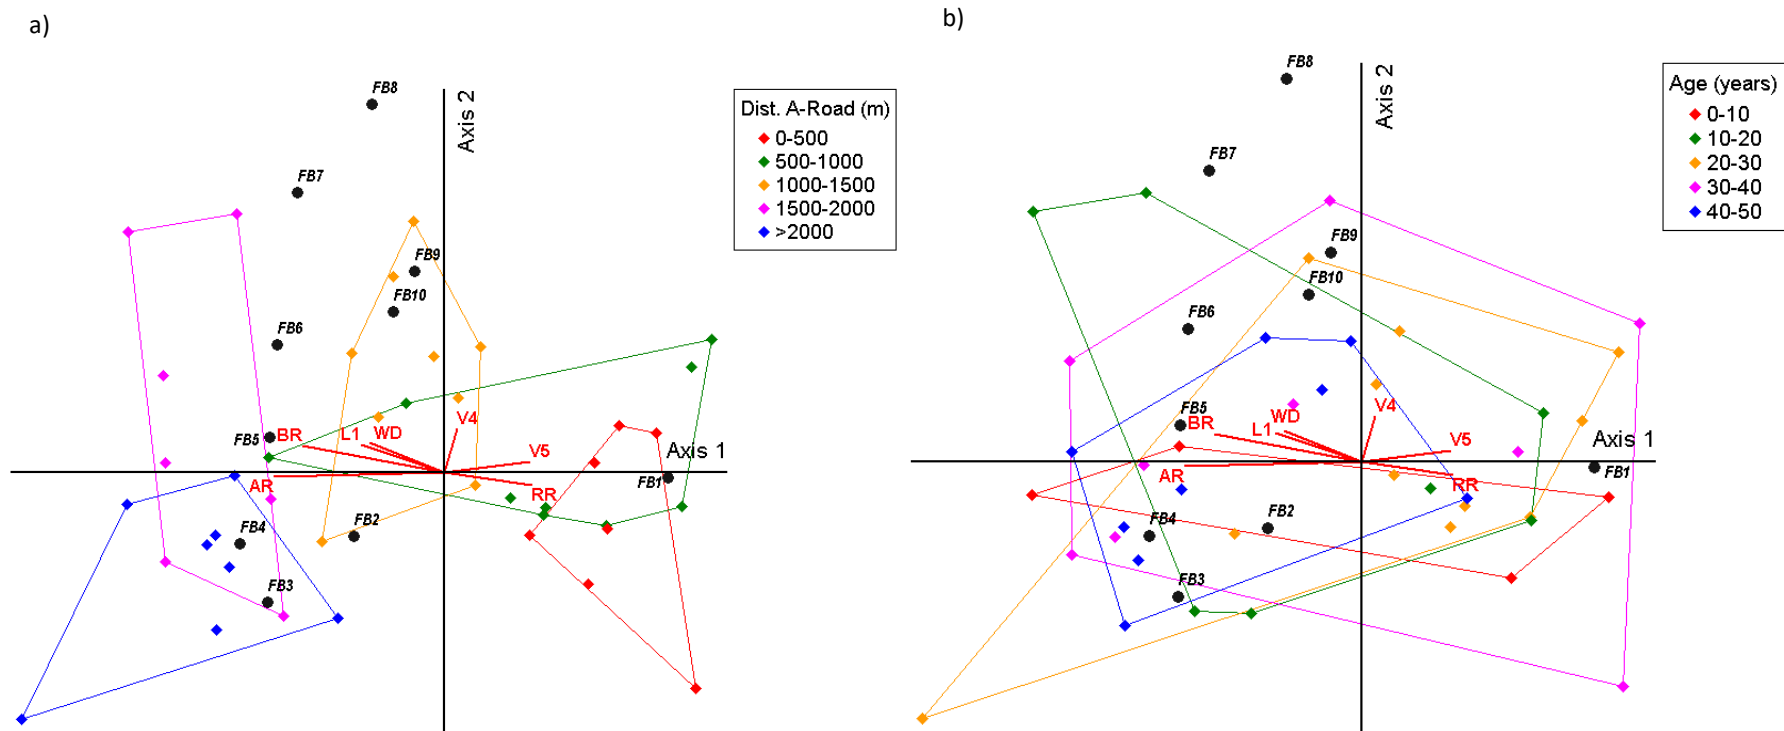 a)
FB8
Axis 2
Dist. A-Road (m)
0-500
500-1000
1000-1500
1500-2000
>2000
FB7
FB9
FB10
FB6
V4
FB5
BR
L1
WD
V5
Axis 1
AR
RR
FB1
FB4
FB2
FB3
b)
FB8
Axis 2
Age (years)
0-10
10-20
20-30
30-40
40-50
FB7
FB9
FB10
FB6
FB5
V4
BR
L1
WD
V5
Axis 1
AR
RR
FB1
FB4
FB2
FB3